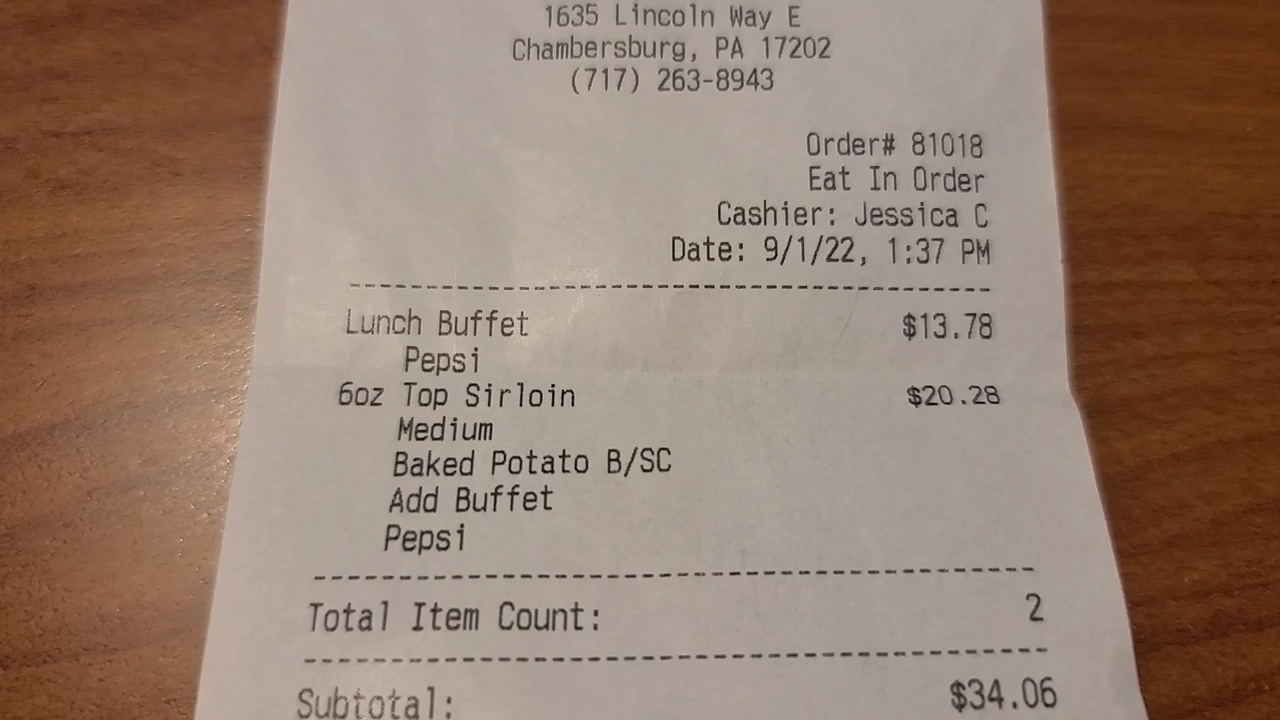 1635 Lincoln Way E
Chambersburg, PA 17202
(717) 263-8943
Order# 81018
Eat In Order
Cashier: Jessica C
Date: 9/1/22, 1:37 PM
Lunch Buffet $13.78
Pepsi
6oz Top Sirloin $20.28
Medium
Baked Potato B/SC
Add Buffet
Pepsi
Total Item Count: 2
Subtotal: $34.06